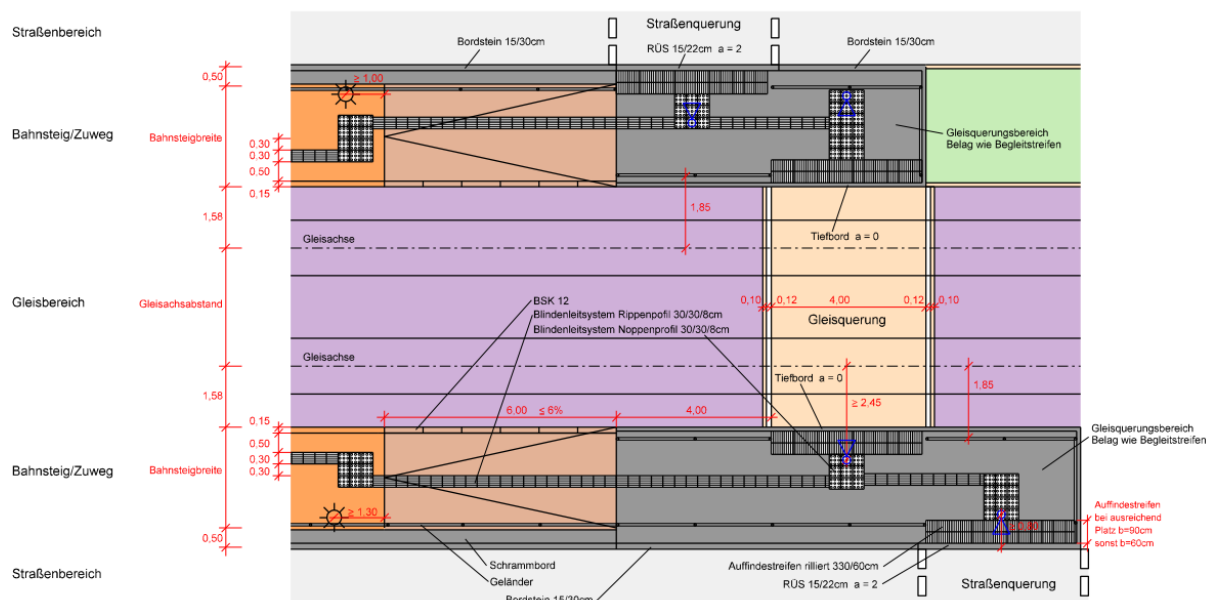 Straßenbereich
Straßenquerung
Bordstein 15/30cm
RÜS 15/22cm a = 2
Bordstein 15/30cm
0,50
≥ 1,00
Bahnsteig/Zuweg
Bahnsteigbreite
Gleisquerungsbereich
Belag wie Begleitstreifen
0,30
0,30
0,50
0,15
1,58
1,85
Gleisachse
Tiefbord a = 0
Gleisbereich
Gleisachsabstand
BSK 12
Blindenleitsystem Rippenpofil 30/30/8cm
Blindenleitsystem Noppenprofil 30/30/8cm
0,10
0,12
4,00
0,12
0,10
Gleisquerung
Gleisachse
Tiefbord a = 0
1,58
≥ 2,45
1,85
6,00 ≤ 6%
4,00
0,15
0,50
0,30
Gleisquerungsbereich
Belag wie Begleitstreifen
Bahnsteig/Zuweg
Bahnsteigbreite
≥ 1.30
0,50
Auffindestreifen
bei ausreichend
Platz b=90cm
sonst b=60cm
Schrammbord
Geländer
Auffindestreifen rilliert 330/60cm
RÜS 15/22cm a = 2
Straßenbereich
Straßenquerung
Bordstein 15/30cm